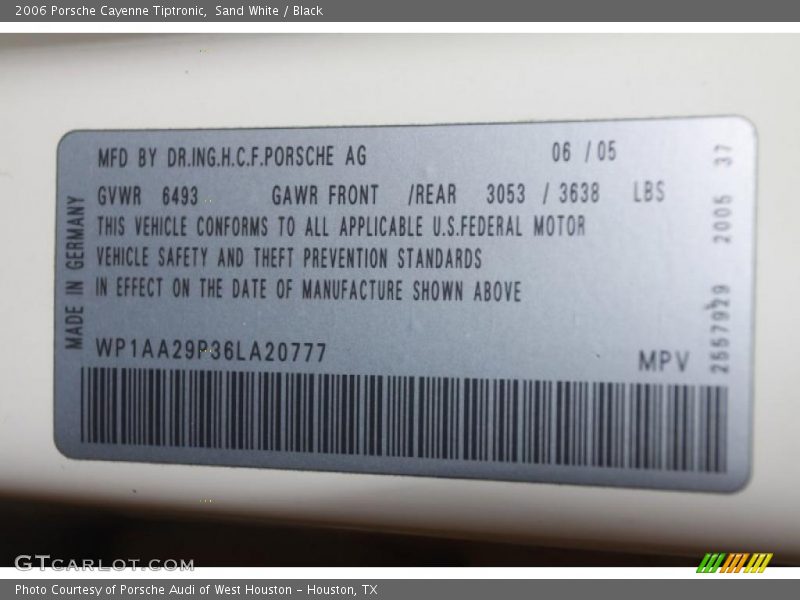 2006 Porsche Cayenne Tiptronic, Sand White / Black
MFD BY DR.ING.H.C.F.PORSCHE AG 06 /05
GVWR 6493 GAWR FRONT /REAR 3053 / 3638 LBS
THIS VEHICLE CONFORMS TO ALL APPLICABLE U.S.FEDERAL MOTOR
VEHICLE SAFETY AND THEFT PREVENTION STANDARDS
IN EFFECT ON THE DATE OF MANUFACTURE SHOWN ABOVE
WP1AA29P36LA20777
MPV
MADE IN GERMANY
2557929 2005 37
GTCARLOT.COM
Photo Courtesy of Porsche Audi of West Houston - Houston, TX